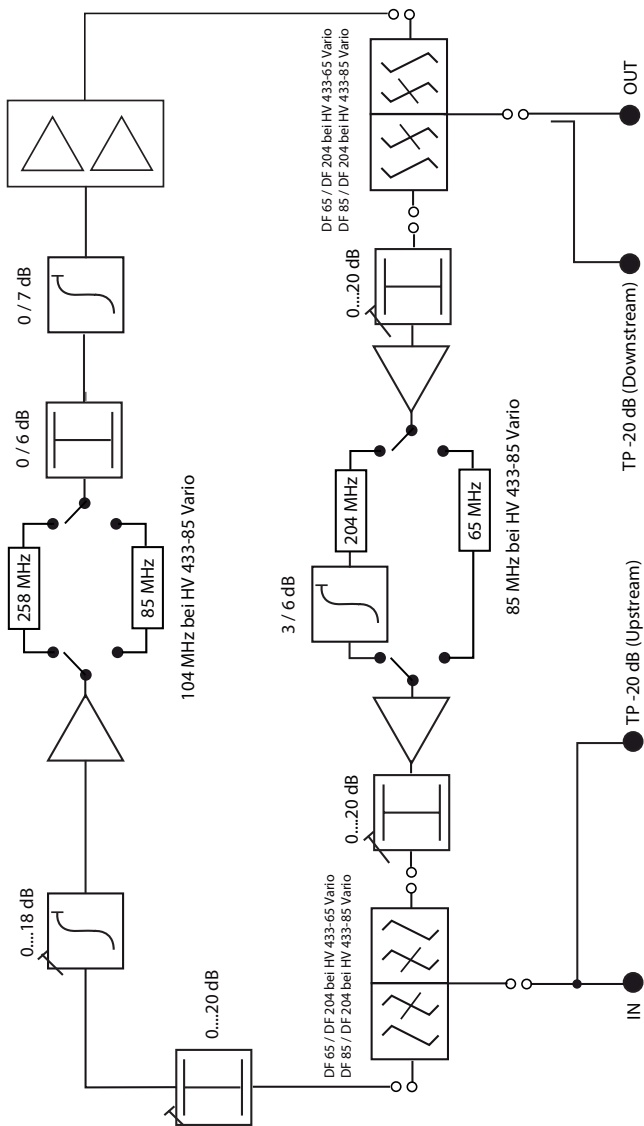 0....18 dB
258 MHz
0 / 6 dB
0 / 7 dB
85 MHz
104 MHz bei HV 433-85 Vario
0....20 dB
3 / 6 dB
DF 65 / DF 204 bei HV 433-65 Vario
DF 85 / DF 204 bei HV 433-85 Vario
0....20 dB
204 MHz
0....20 dB
DF 65 / DF 204 bei HV 433-65 Vario
DF 85 / DF 204 bei HV 433-85 Vario
65 MHz
85 MHz bei HV 433-85 Vario
IN
TP -20 dB (Upstream)
TP -20 dB (Downstream)
OUT